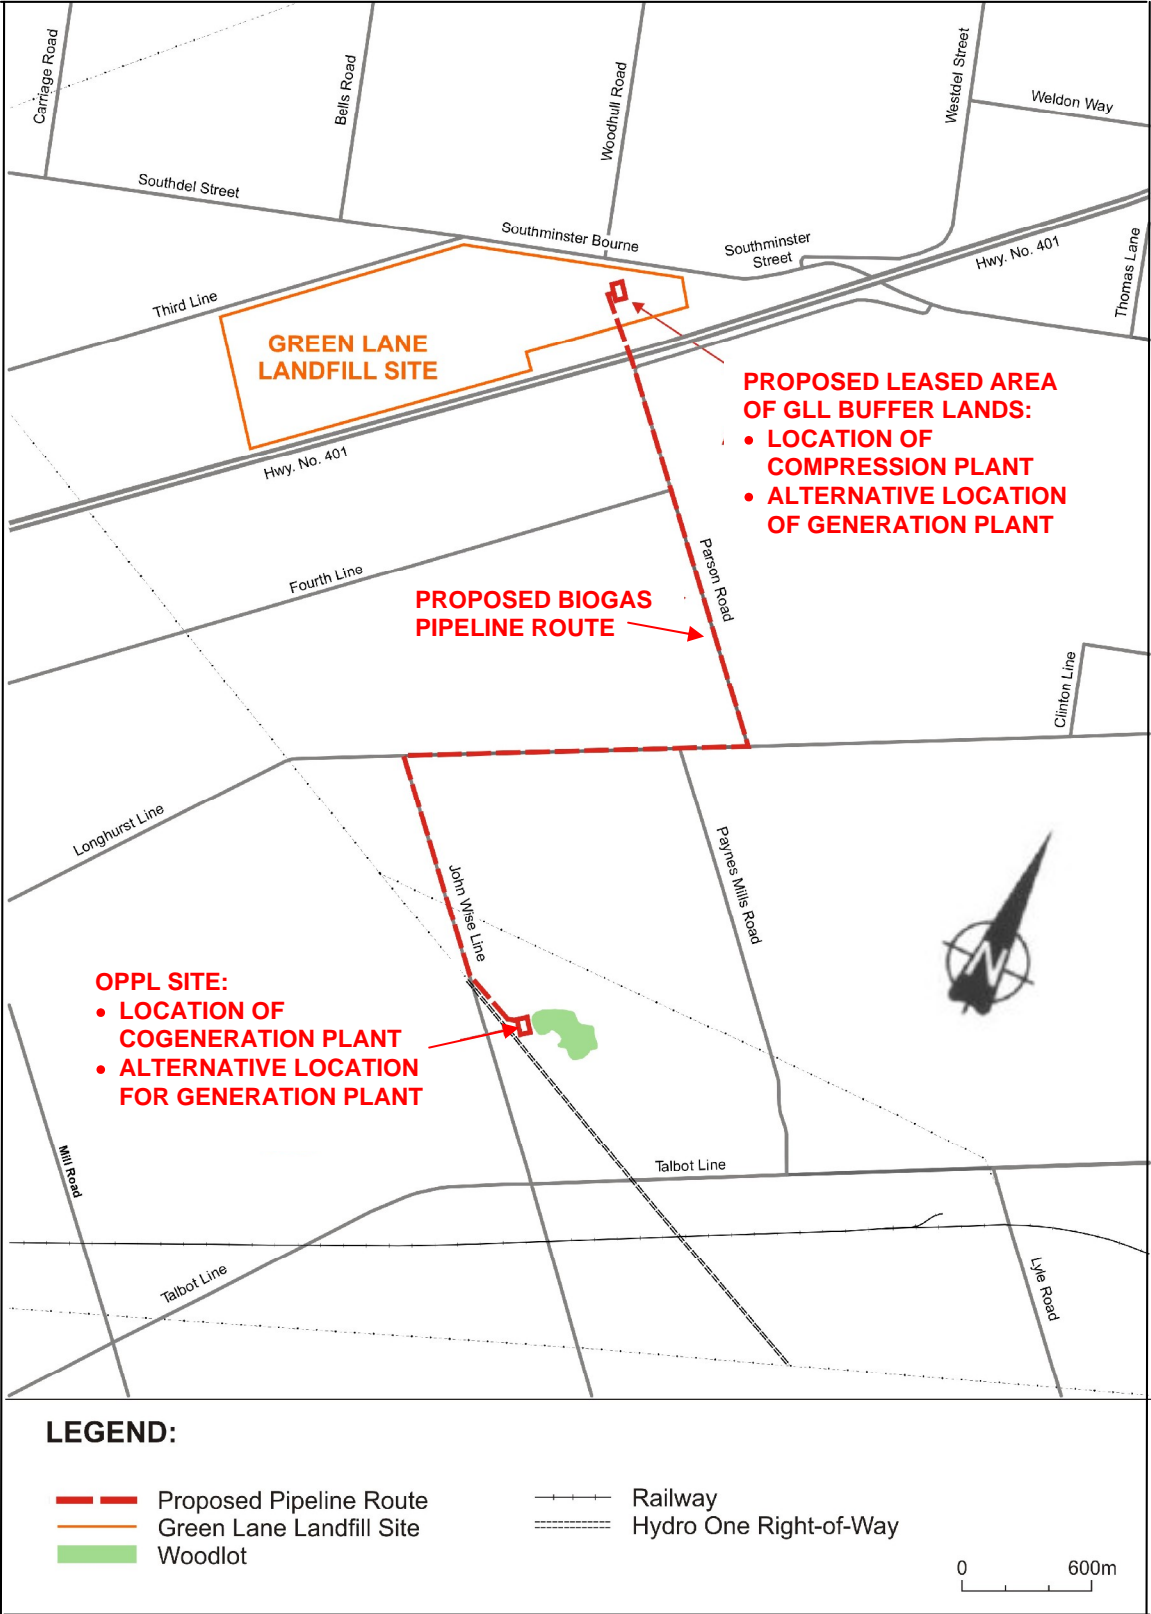 Carriage Road
Bells Road
Woodhull Road
Westdel Street
Weldon Way
Southdel Street
Southminster Bourne
Southminster
Street
Hwy. No. 401
Thomas Lane
Third Line
GREEN LANE
LANDFILL SITE
PROPOSED LEASED AREA
OF GLL BUFFER LANDS:
• LOCATION OF
COMPRESSION PLANT
• ALTERNATIVE LOCATION
OF GENERATION PLANT
Hwy. No. 401
Fourth Line
Parson Road
PROPOSED BIOGAS
PIPELINE ROUTE
Clinton Line
Longhurst Line
John Wise Line
Paynes Mills Road
N
OPPL SITE:
• LOCATION OF
COGENERATION PLANT
• ALTERNATIVE LOCATION
FOR GENERATION PLANT
Mill Road
Talbot Line
Talbot Line
Lyle Road
LEGEND:
Proposed Pipeline Route
Green Lane Landfill Site
Woodlot
Railway
Hydro One Right-of-Way
0 600m